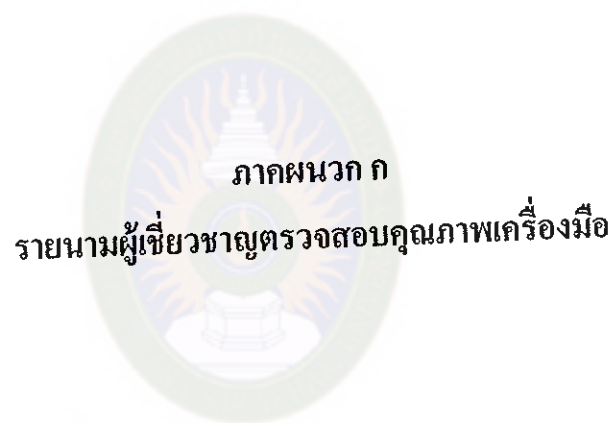 ภาคผนวก ก
รายนามผู้เชี่ยวชาญตรวจสอบคุณภาพเครื่องมือ